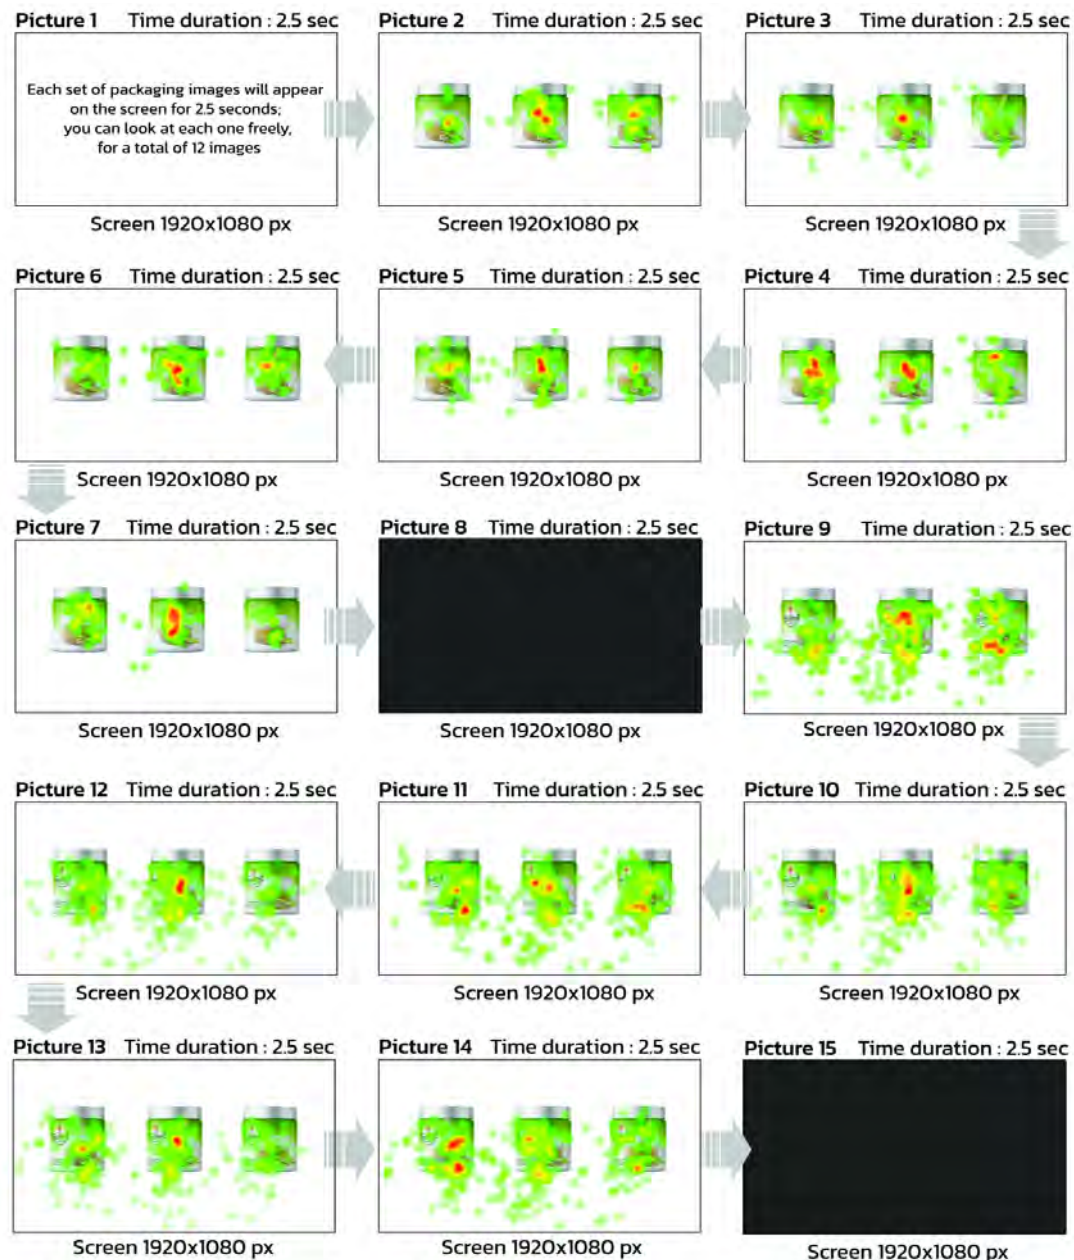 Picture 1 Time duration : 2.5 sec
Each set of packaging images will appear
on the screen for 2.5 seconds;
you can look at each one freely,
for a total of 12 images
Screen 1920x1080 px
Picture 2 Time duration : 2.5 sec
Screen 1920x1080 px
Picture 3 Time duration : 2.5 sec
Screen 1920x1080 px
Picture 4 Time duration : 2.5 sec
Screen 1920x1080 px
Picture 5 Time duration : 2.5 sec
Screen 1920x1080 px
Picture 6 Time duration : 2.5 sec
Screen 1920x1080 px
Picture 7 Time duration : 2.5 sec
Screen 1920x1080 px
Picture 8 Time duration : 2.5 sec
Screen 1920x1080 px
Picture 9 Time duration : 2.5 sec
Screen 1920x1080 px
Picture 10 Time duration : 2.5 sec
Screen 1920x1080 px
Picture 11 Time duration : 2.5 sec
Screen 1920x1080 px
Picture 12 Time duration : 2.5 sec
Screen 1920x1080 px
Picture 13 Time duration : 2.5 sec
Screen 1920x1080 px
Picture 14 Time duration : 2.5 sec
Screen 1920x1080 px
Picture 15 Time duration : 2.5 sec
Screen 1920x1080 px